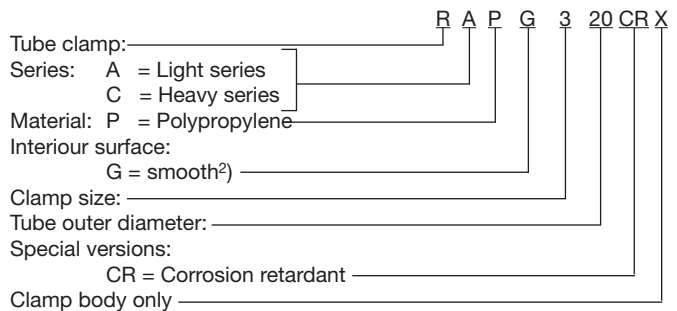 R A P G 3 20 CR X
Tube clamp:
Series: A = Light series
C = Heavy series
Material: P = Polypropylene
Interiour surface:
G = smooth²)
Clamp size:
Tube outer diameter:
Special versions:
CR = Corrosion retardant
Clamp body only